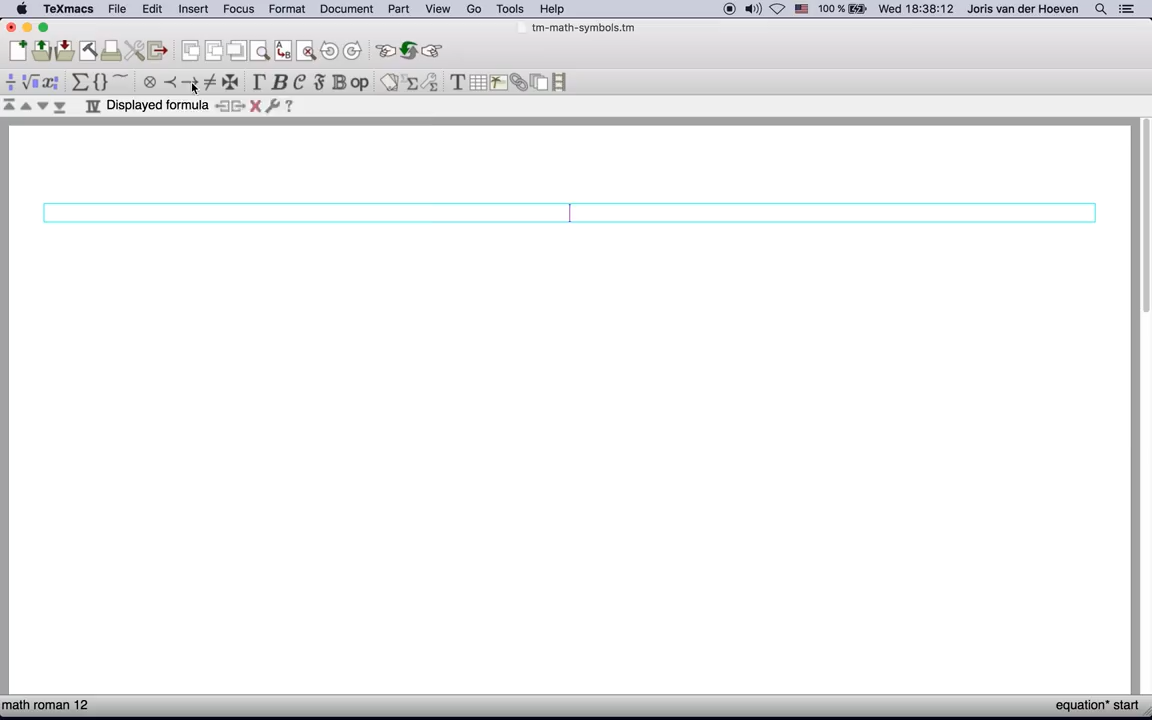 TeXmacs File Edit Insert Focus Format Document Part View Go Tools Help 100 % Wed 18:38:12 Joris van der Hoeven
tm-math-symbols.tm
Displayed formula
math roman 12 equation* start